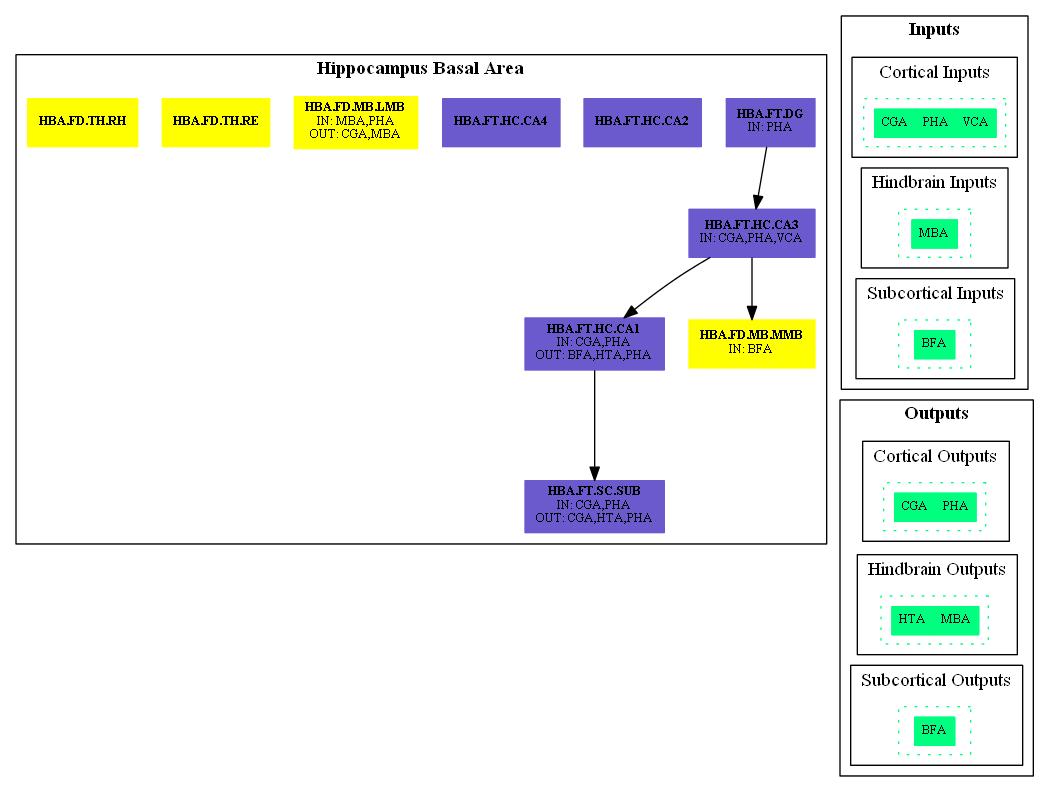 Hippocampus Basal Area
HBA.FD.TH.RH
HBA.FD.TH.RE
HBA.FD.MB.LMB
IN: MBA,PHA
OUT: CGA,MBA
HBA.FT.HC.CA4
HBA.FT.HC.CA2
HBA.FT.DG
IN: PHA
HBA.FT.HC.CA3
IN: CGA,PHA,VCA
HBA.FT.HC.CA1
IN: CGA,PHA
OUT: BFA,HTA,PHA
HBA.FD.MB.MMB
IN: BFA
HBA.FT.SC.SUB
IN: CGA,PHA
OUT: CGA,HTA,PHA
Inputs
Cortical Inputs
CGA PHA VCA
Hindbrain Inputs
MBA
Subcortical Inputs
BFA
Outputs
Cortical Outputs
CGA PHA
Hindbrain Outputs
HTA MBA
Subcortical Outputs
BFA